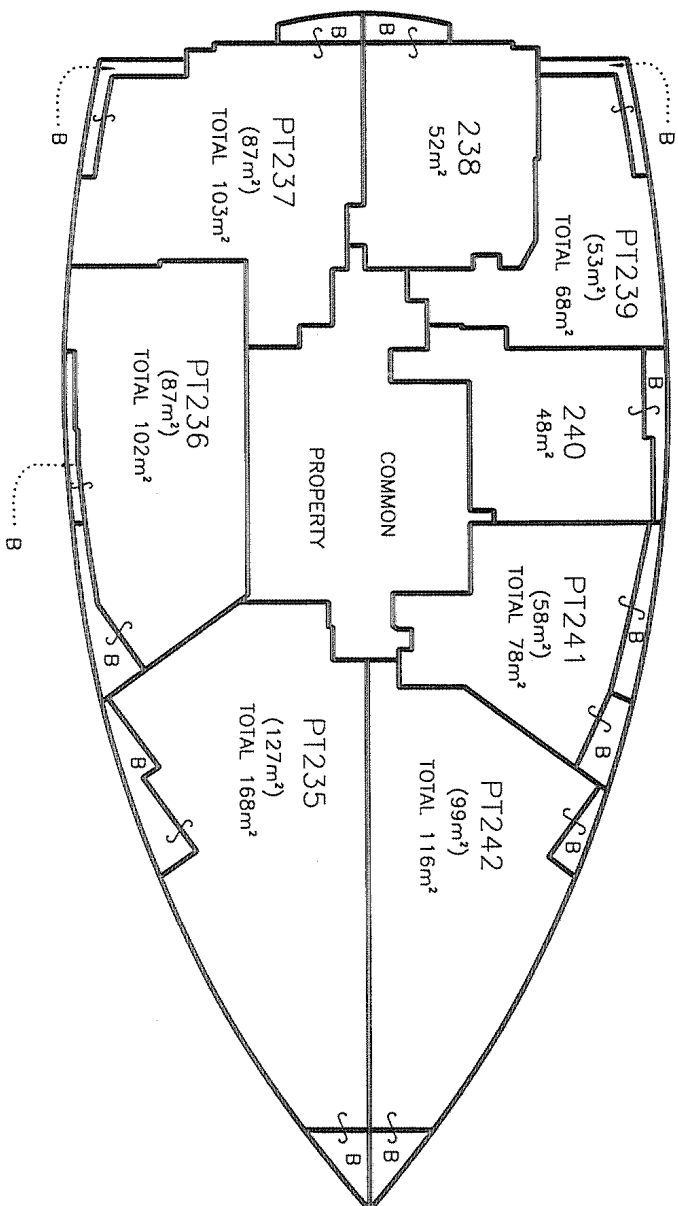 B
B
B
B
238
52m²
PT237
(87m²)
TOTAL 103m²
PT239
(53m²)
TOTAL 68m²
PT236
(87m²)
TOTAL 102m²
B
240
48m²
COMMON
PROPERTY
B
B
PT241
(58m²)
TOTAL 78m²
B
B
B
PT235
(127m²)
TOTAL 168m²
PT242
(99m²)
TOTAL 116m²
B
B
B